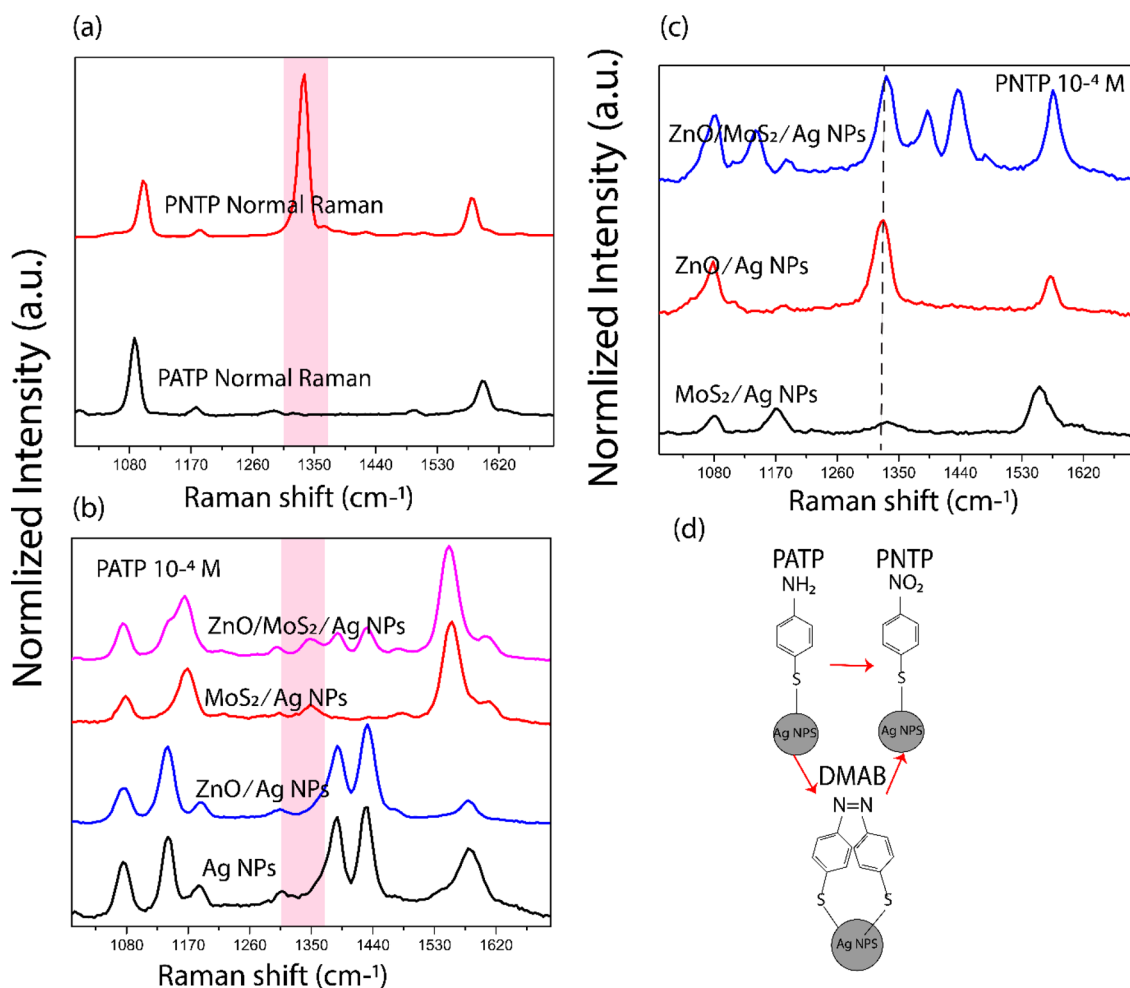 (a)
PNTP Normal Raman
PATP Normal Raman
1080 1170 1260 1350 1440 1530 1620
Raman shift (cm-¹)
Normlized Intensity (a.u.)
(b)
PATP 10-⁴ M
ZnO/MoS₂/Ag NPs
MoS₂/Ag NPs
ZnO/Ag NPs
Ag NPs
1080 1170 1260 1350 1440 1530 1620
Raman shift (cm-¹)
(c)
Normlized Intensity (a.u.)
PNTP 10-⁴ M
ZnO/MoS₂/Ag NPs
ZnO/Ag NPs
MoS₂/Ag NPs
1080 1170 1260 1350 1440 1530 1620
Raman shift (cm-¹)
(d)
PATP PNTP
NH₂ NO₂
S S
Ag NPS Ag NPS
DMAB
N=N
S S
Ag NPS